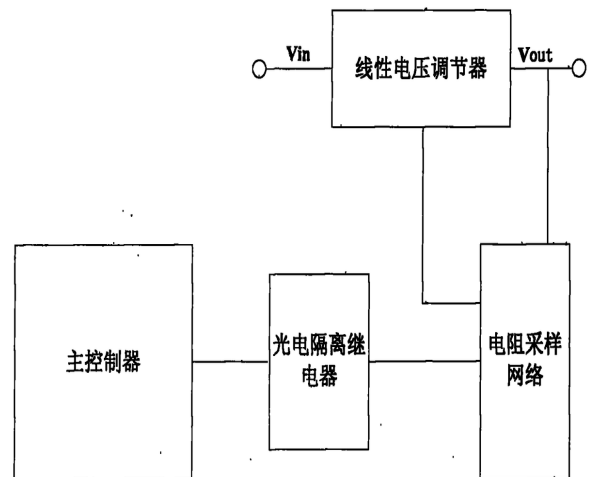 Vin
线性电压调节器
Vout
主控制器
光电隔离继
电器
电阻采样
网络